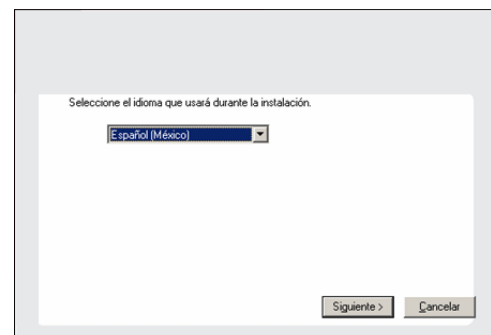 Seleccione el idioma que usará durante la instalación.
Español (México)
Siguiente >
Cancelar